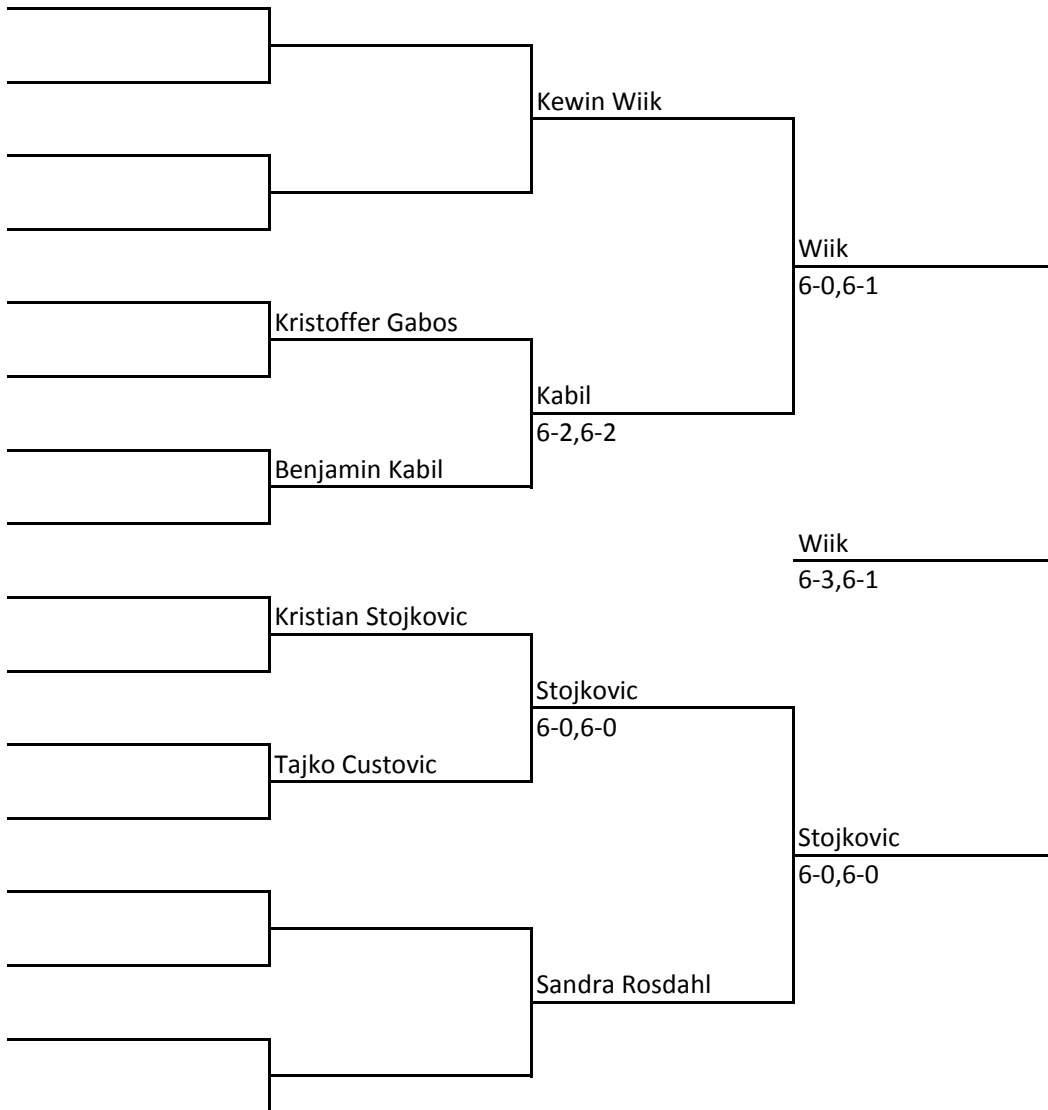 Kewin Wiik
Wiik
6-0,6-1
Kristoffer Gabos
Kabil
6-2,6-2
Benjamin Kabil
Wiik
6-3,6-1
Kristian Stojkovic
Stojkovic
6-0,6-0
Tajko Custovic
Stojkovic
6-0,6-0
Sandra Rosdahl